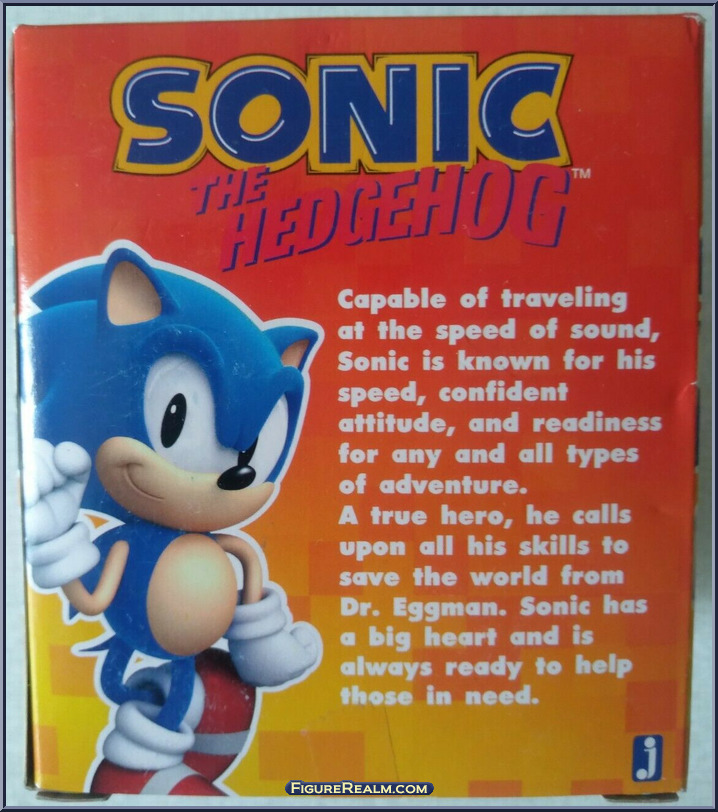 SONIC
THE
HEDGEHOG™
Capable of traveling
at the speed of sound,
Sonic is known for his
speed, confident
attitude, and readiness
for any and all types
of adventure.
A true hero, he calls
upon all his skills to
save the world from
Dr. Eggman. Sonic has
a big heart and is
always ready to help
those in need.
j
FIGUREREALM.COM